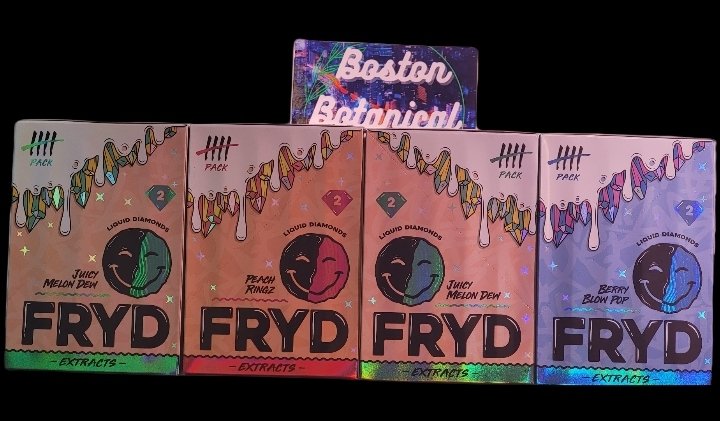 Boston
Botanical
PACK
2
LIQUID DIAMONDS
JUICY
MELON DEW
FRYD
— EXTRACTS —
PACK
2
LIQUID DIAMONDS
PEACH
RINGZ
FRYD
— EXTRACTS —
PACK
2
LIQUID DIAMONDS
JUICY
MELON DEW
FRYD
— EXTRACTS —
PACK
2
LIQUID DIAMONDS
BERRY
BLOW POP
FRYD
— EXTRACTS —